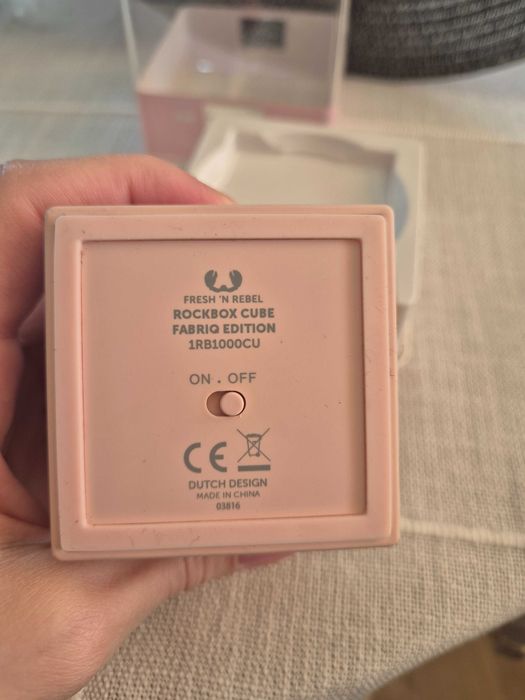 FRESH 'N REBEL
ROCKBOX CUBE
FABRIQ EDITION
1RB1000CU
ON . OFF
CE
DUTCH DESIGN
MADE IN CHINA
03816